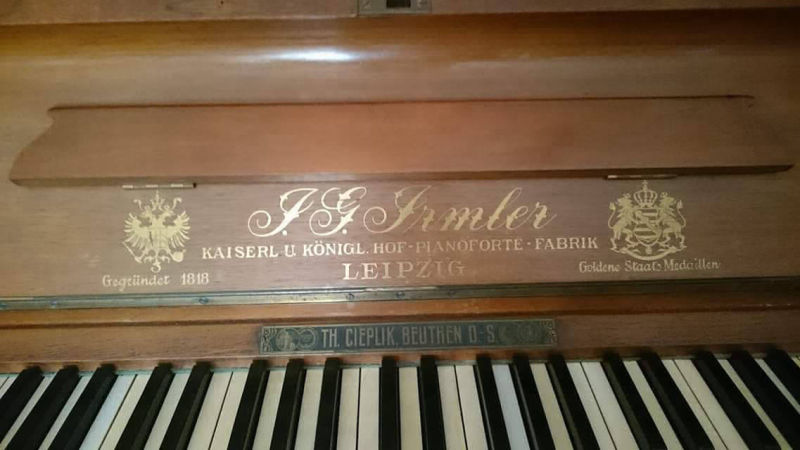 J. G. Irmler
KAISERL. U. KÖNIGL. HOF-PIANOFORTE-FABRIK
LEIPZIG
Gegründet 1818
Goldene Staats Medaillen
TH. CIEPLIK, BEUTHEN O-S.